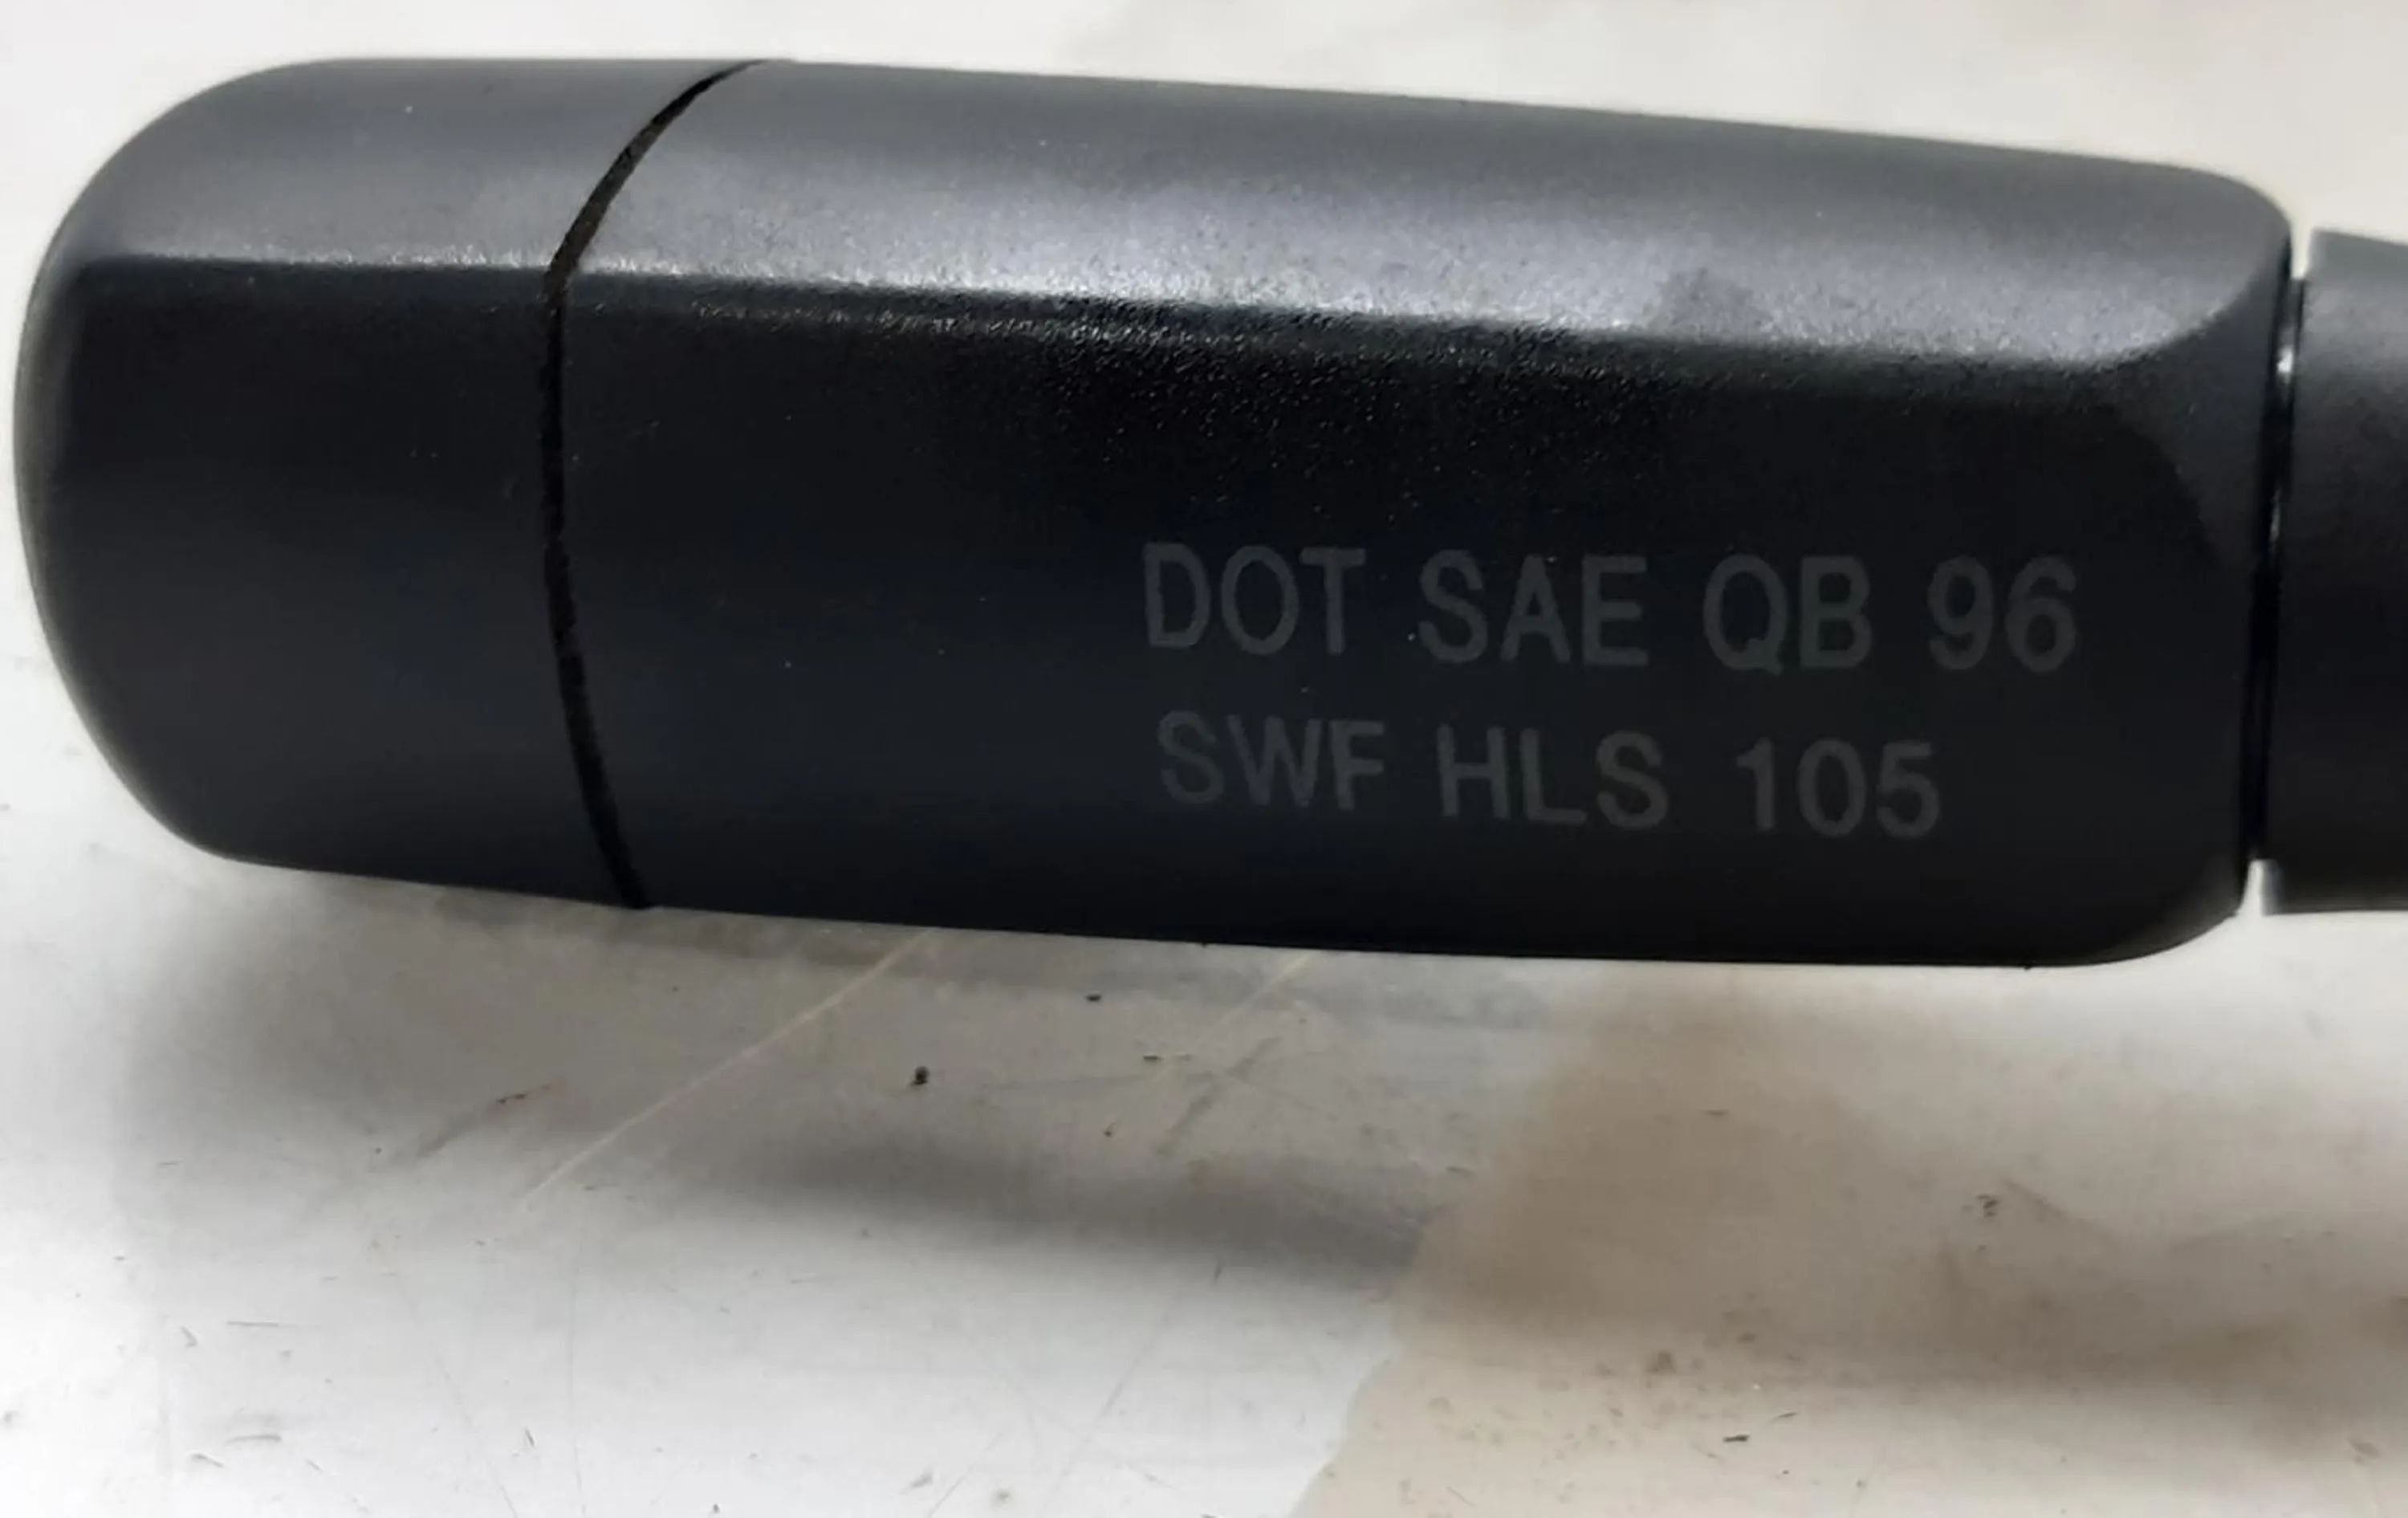 DOT SAE QB 96
SWF HLS 105